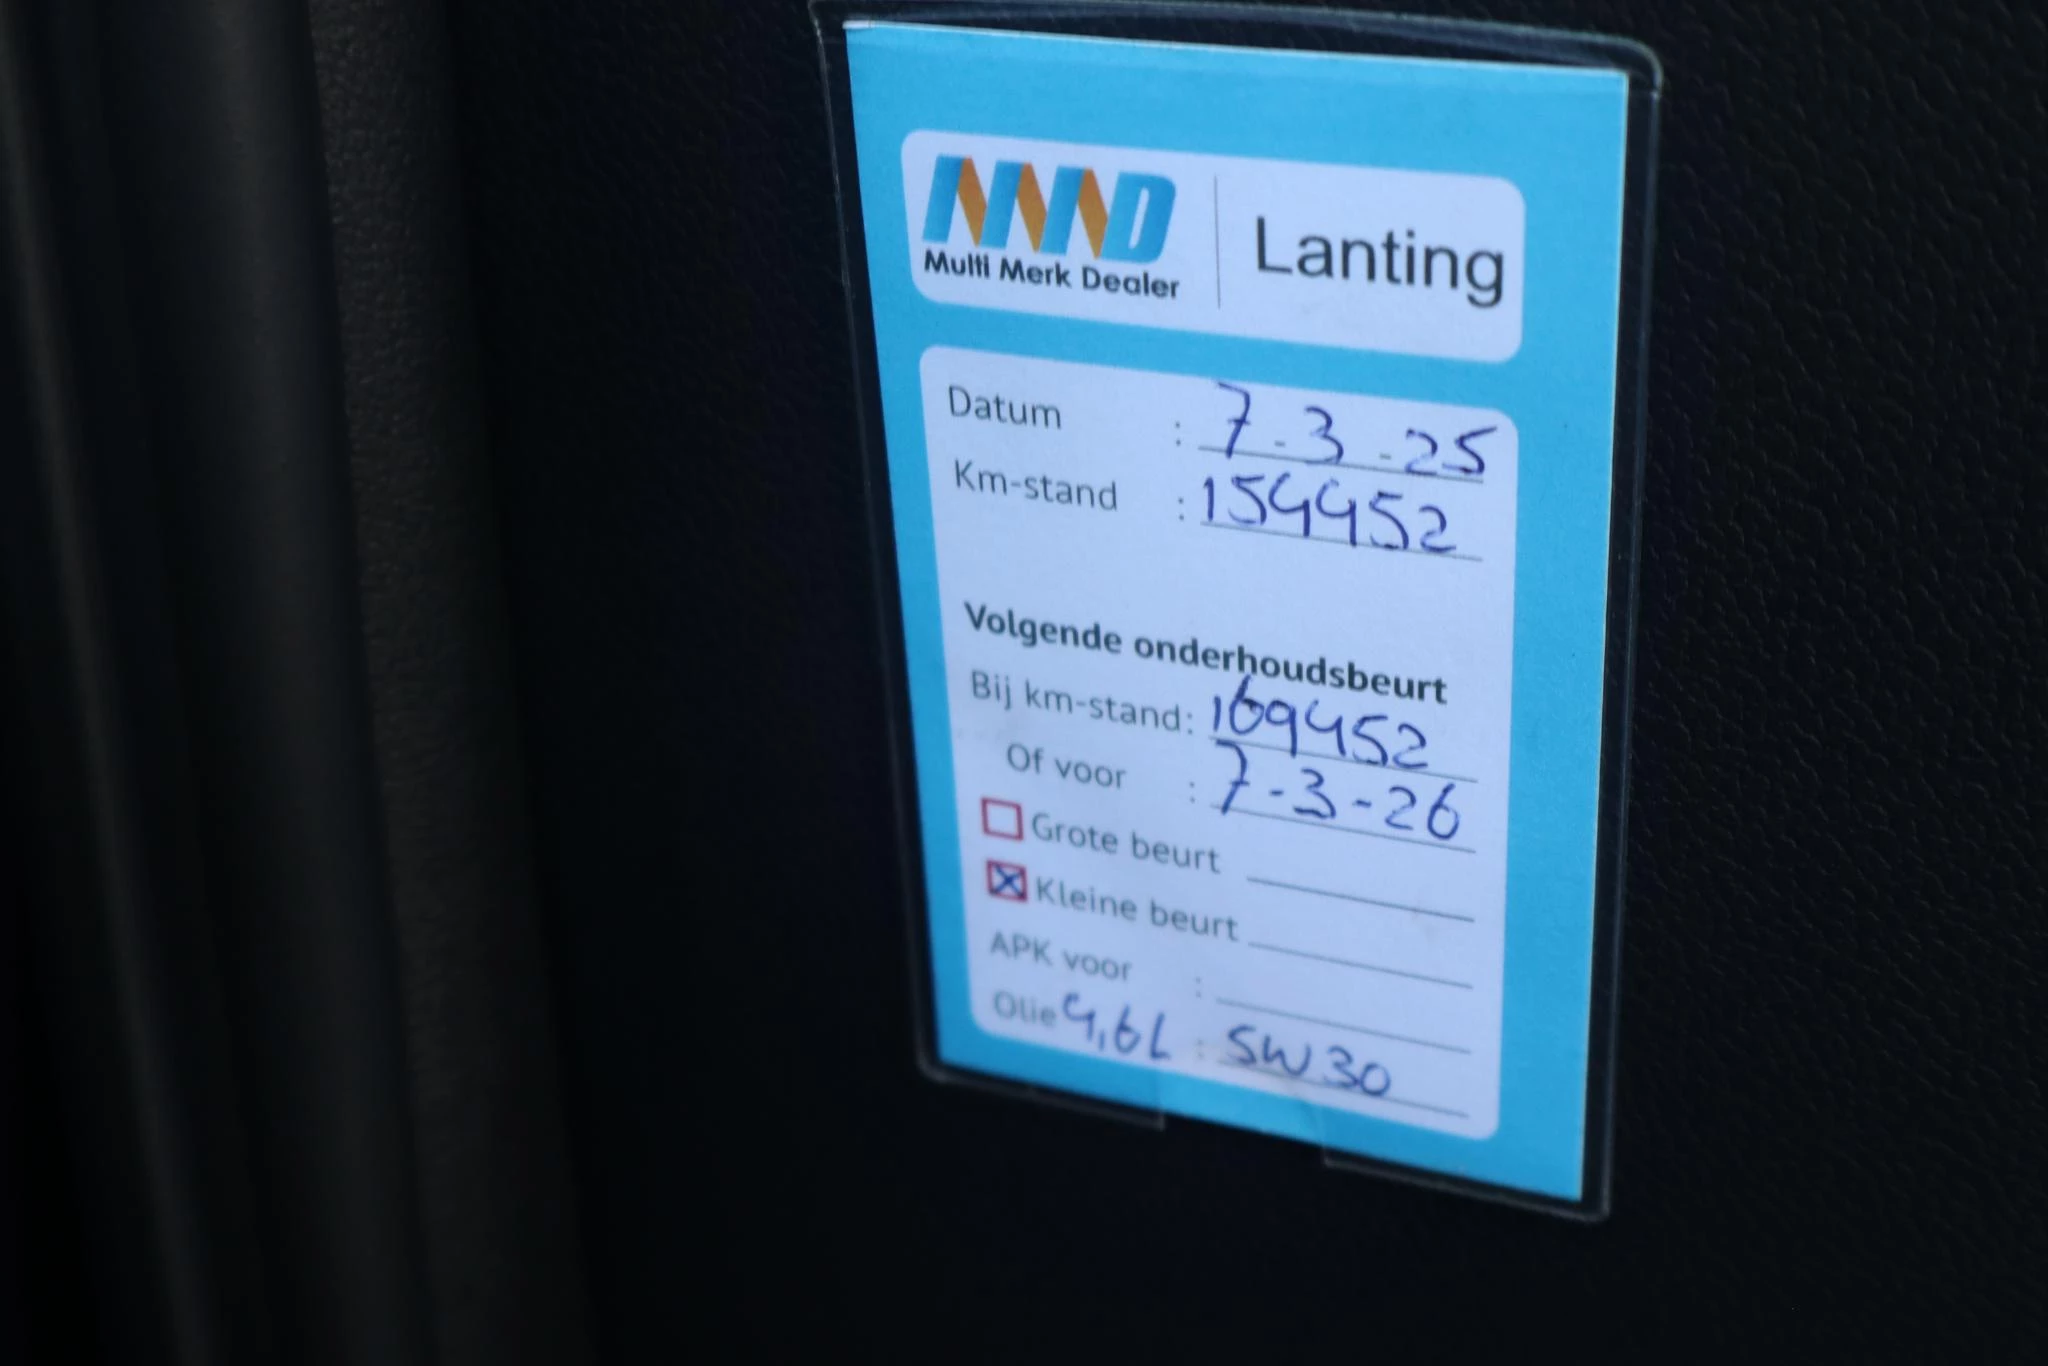 MMD
Multi Merk Dealer
Lanting
Datum : 7-3-25
Km-stand : 154452
Volgende onderhoudsbeurt
Bij km-stand: 169452
Of voor : 7-3-26
Grote beurt
Kleine beurt
APK voor :
Olie 4,6L : 5W30